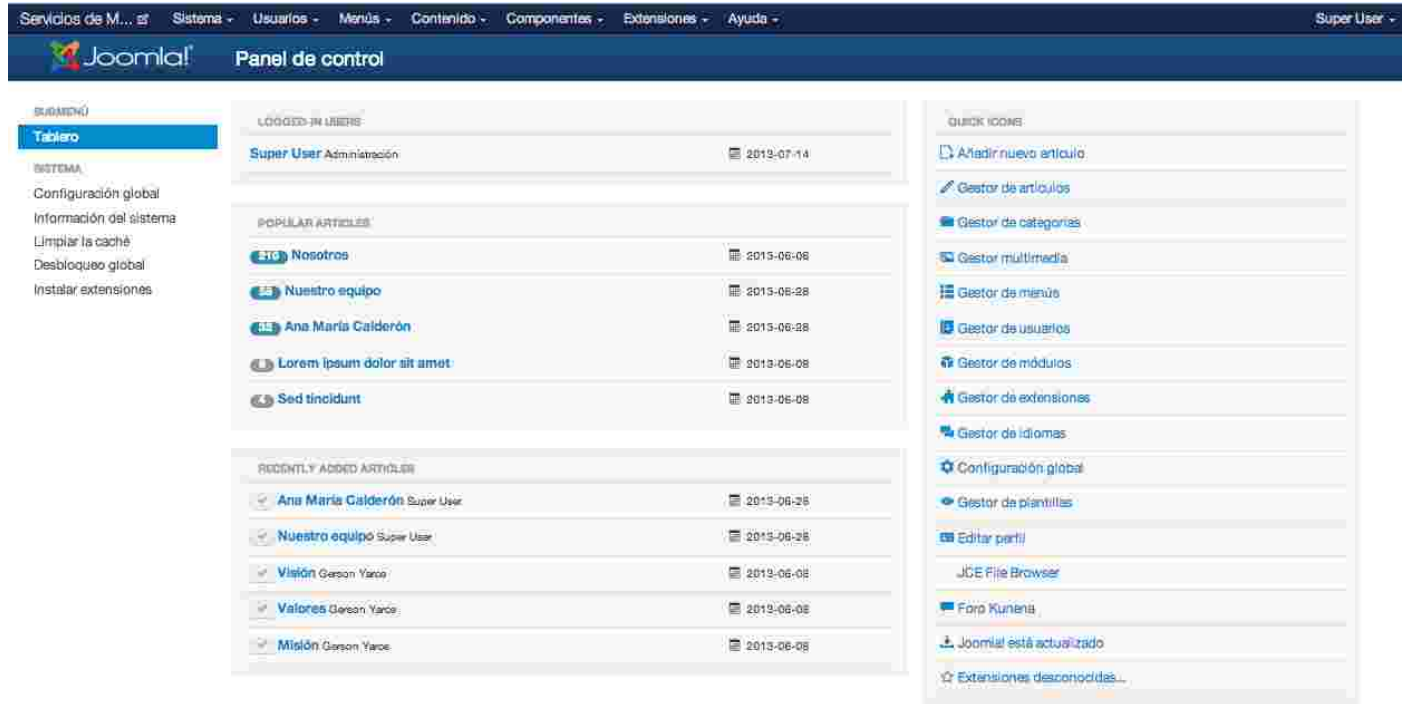 Servicios de M... Sistema Usuarios Menús Contenido Componentes Extensiones Ayuda Super User
Joomla! Panel de control
SUBMENÚ
Tablero
SISTEMA
Configuración global
Información del sistema
Limpiar la caché
Desbloqueo global
Instalar extensiones
LOGGED-IN USERS
Super User Administración 2013-07-14
POPULAR ARTICLES
Nosotros 2013-06-08
Nuestro equipo 2013-06-28
Ana María Calderón 2013-06-28
Lorem ipsum dolor sit amet 2013-06-08
Sed tincidunt 2013-06-08
RECENTLY ADDED ARTICLES
Ana María Calderón Super User 2013-06-28
Nuestro equipo Super User 2013-06-28
Visión Gerson Yarce 2013-06-08
Valores Gerson Yarce 2013-06-08
Misión Gerson Yarce 2013-06-08
QUICK ICONS
Añadir nuevo artículo
Gestor de artículos
Gestor de categorías
Gestor multimedia
Gestor de menús
Gestor de usuarios
Gestor de módulos
Gestor de extensiones
Gestor de idiomas
Configuración global
Gestor de plantillas
Editar perfil
JCE File Browser
Foro Kunena
Joomla! está actualizado
Extensiones desconocidas...